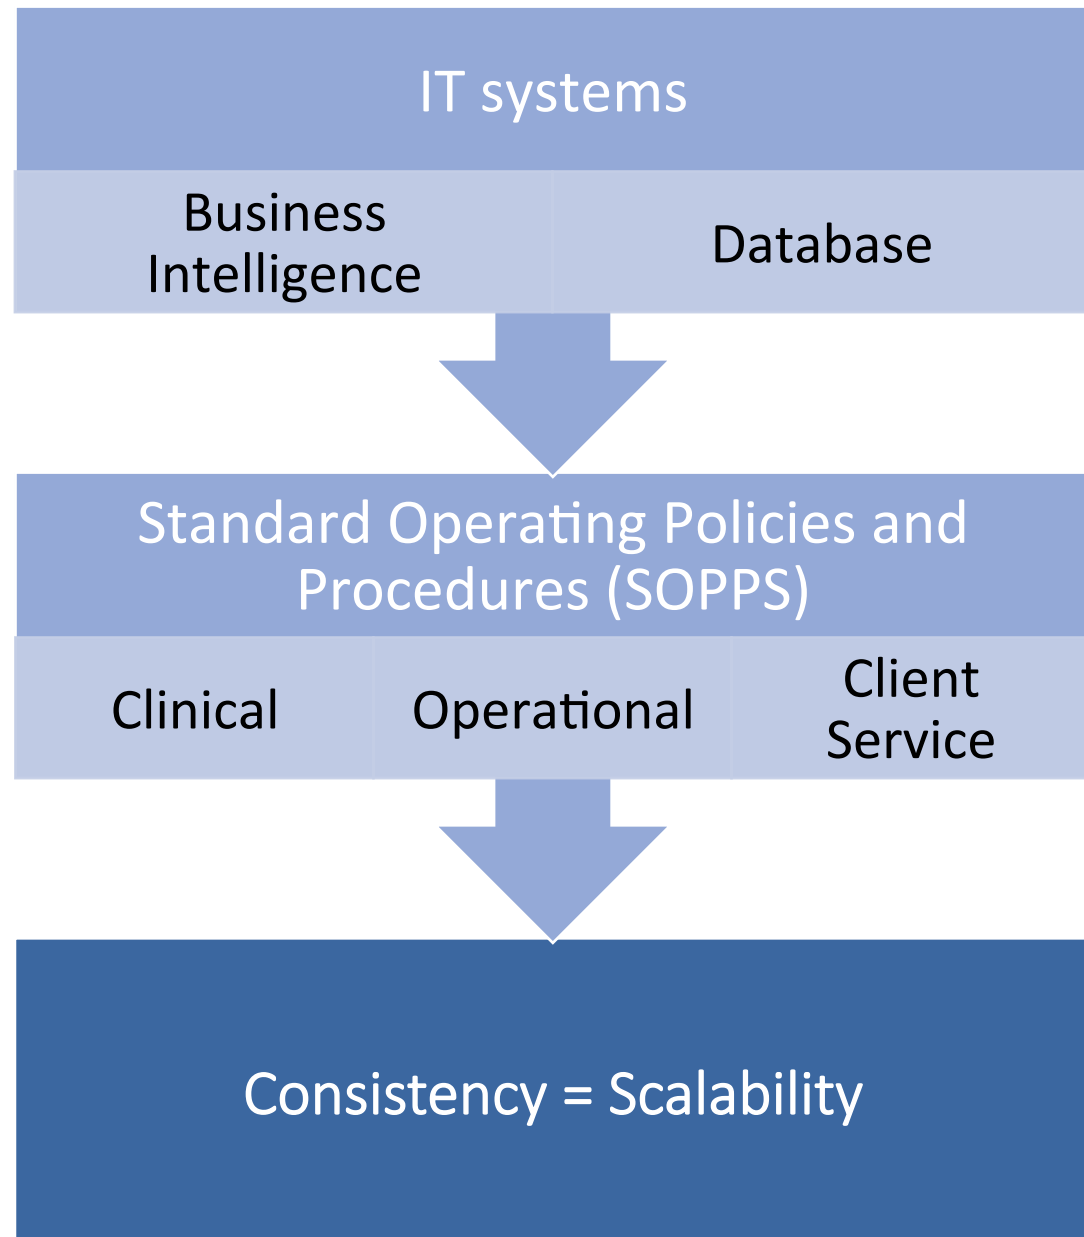 IT systems
Business
Intelligence
Database
Standard Operating Policies and
Procedures (SOPPS)
Clinical
Operational
Client
Service
Consistency = Scalability